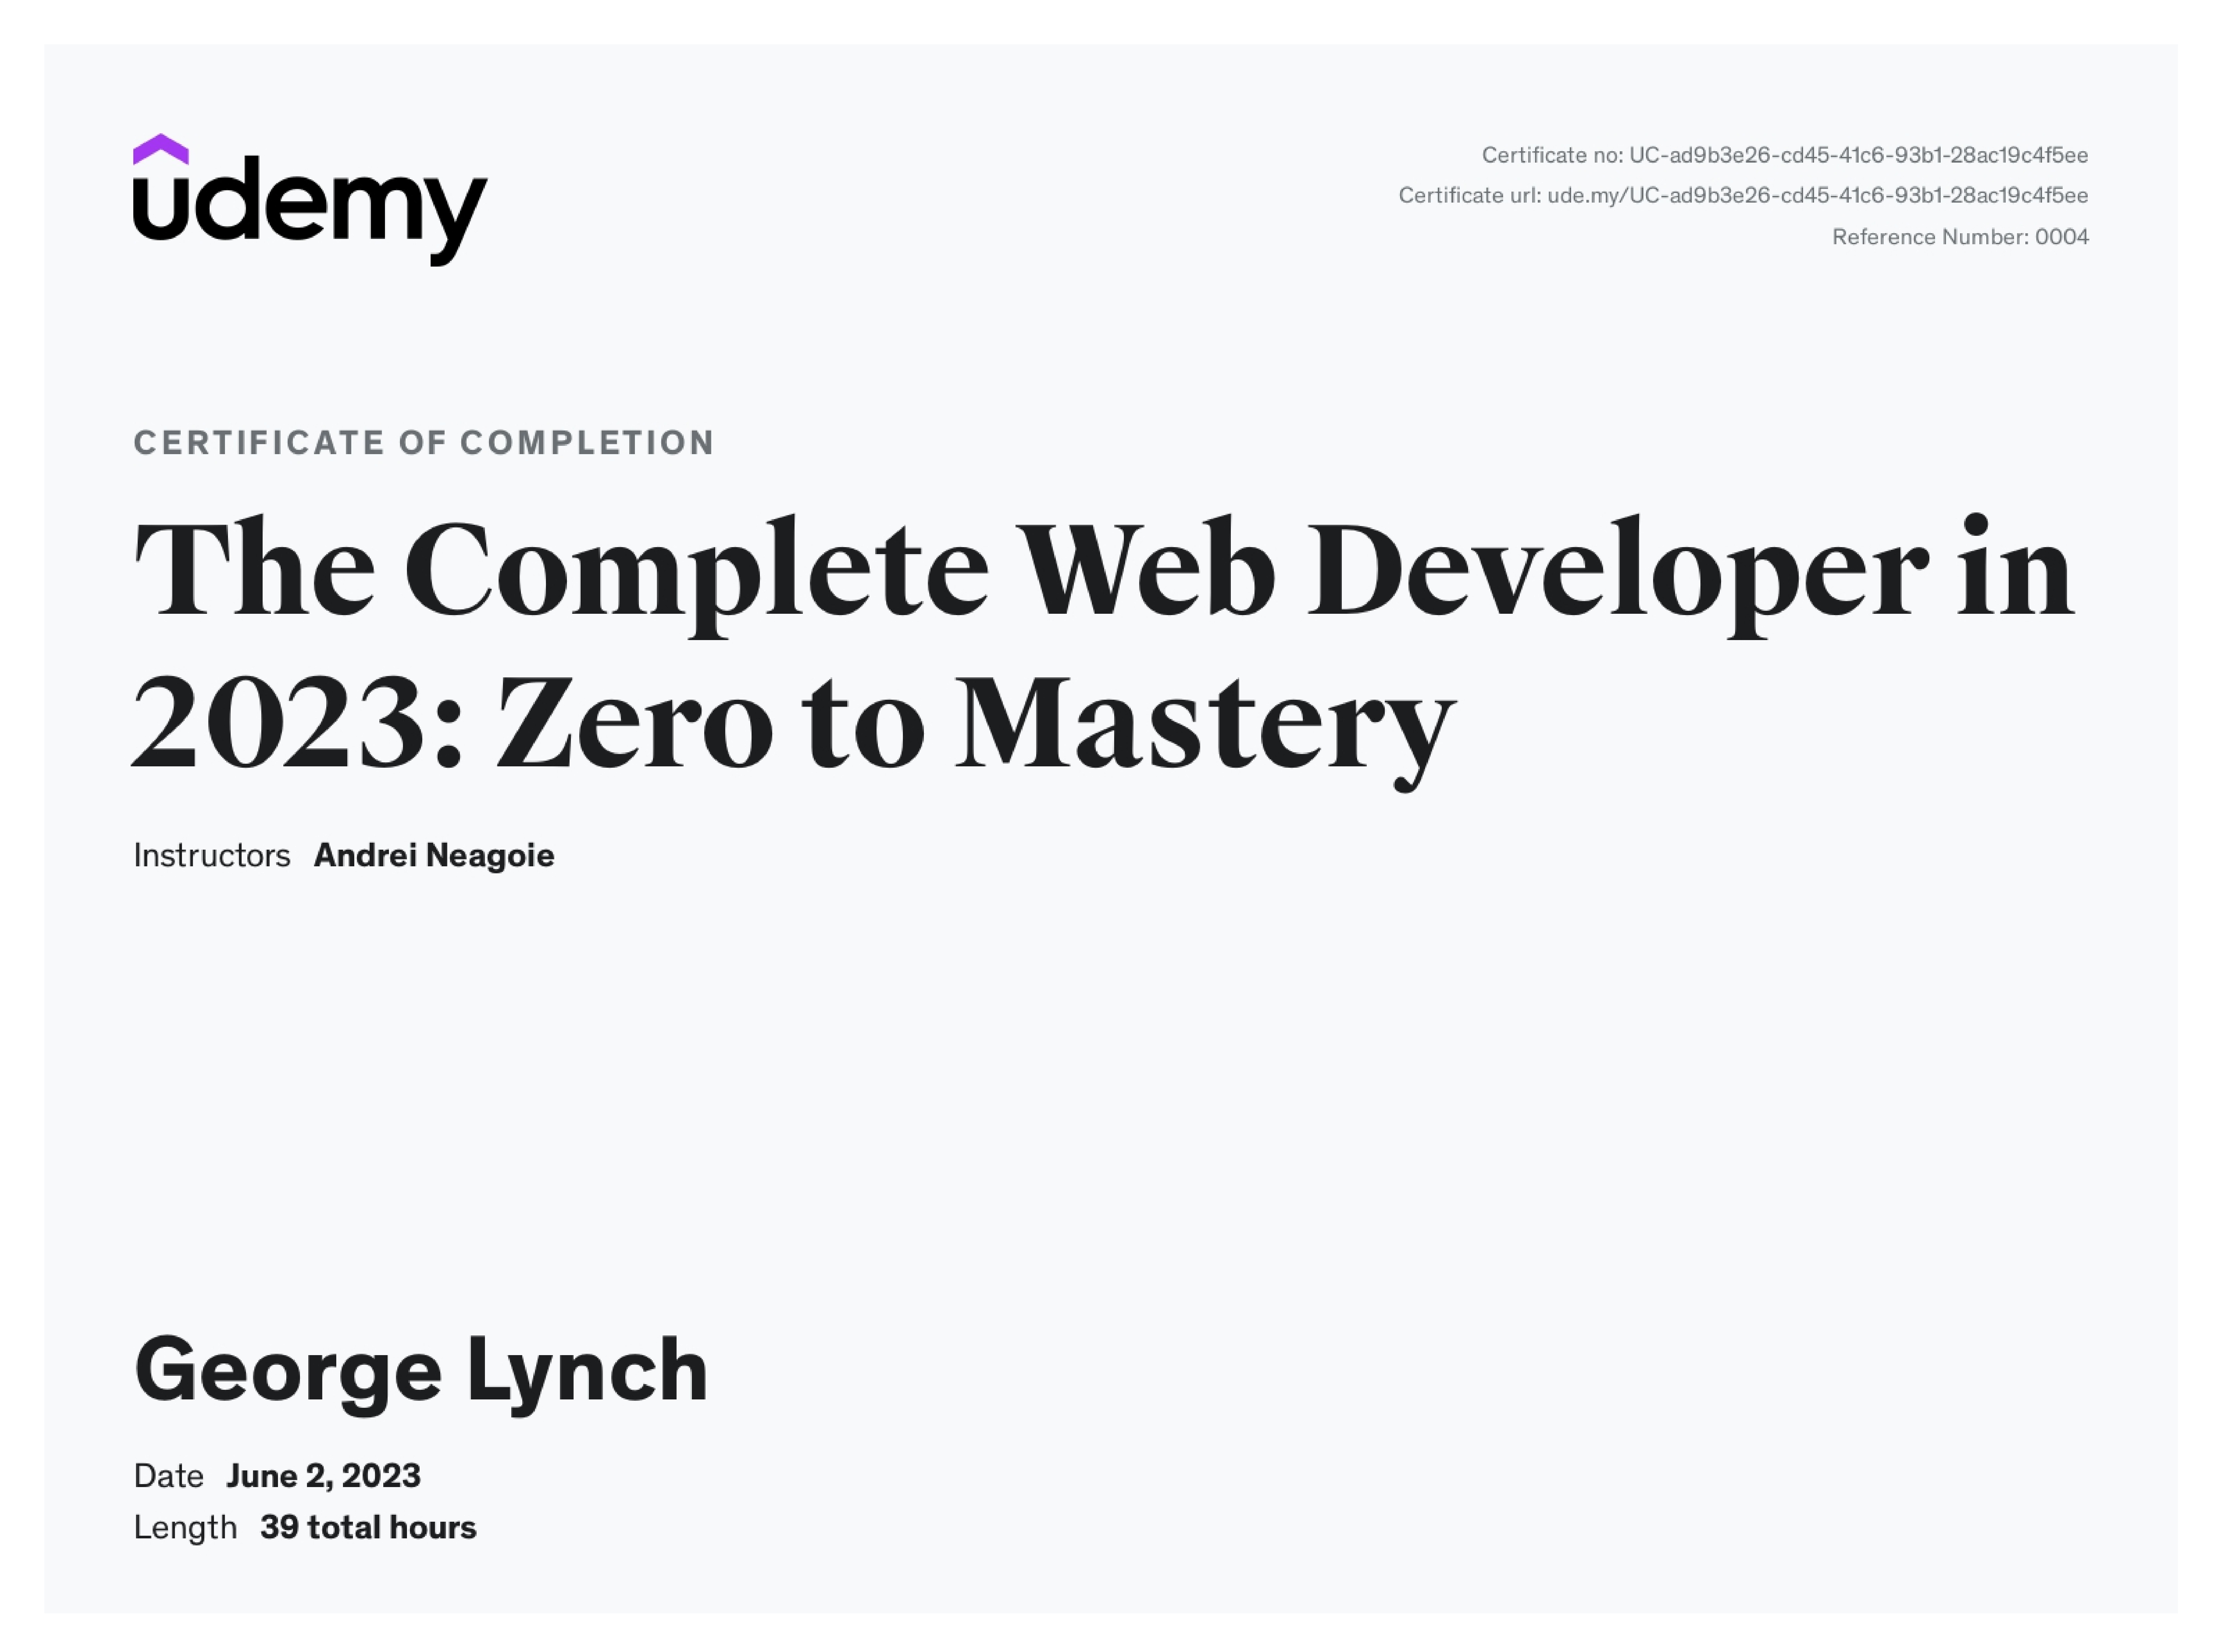 udemy
Certificate no: UC-ad9b3e26-cd45-41c6-93b1-28ac19c4f5ee
Certificate url: ude.my/UC-ad9b3e26-cd45-41c6-93b1-28ac19c4f5ee
Reference Number: 0004
CERTIFICATE OF COMPLETION
The Complete Web Developer in
2023: Zero to Mastery
Instructors Andrei Neagoie
George Lynch
Date June 2, 2023
Length 39 total hours